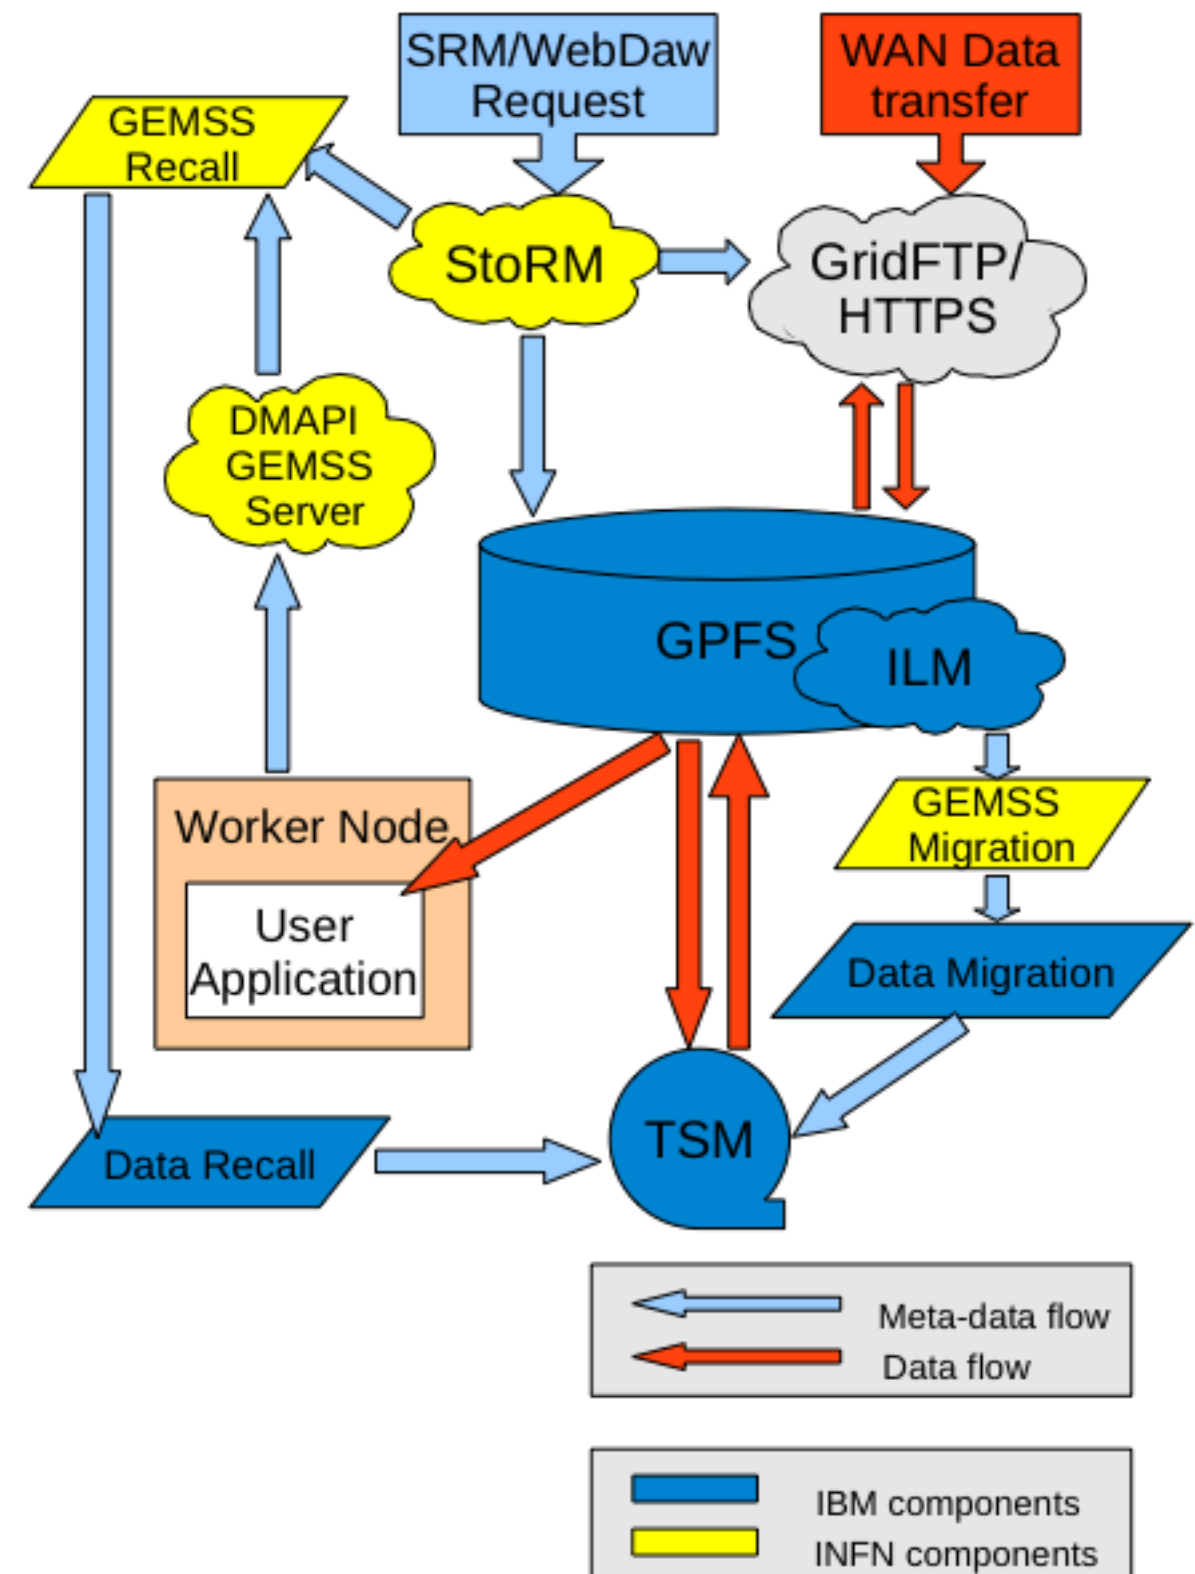 SRM/WebDaw
Request
WAN Data
transfer
GEMSS
Recall
StoRM
GridFTP/
HTTPS
DMAPI
GEMSS
Server
GPFS
ILM
Worker Node
User
Application
GEMSS
Migration
Data Migration
TSM
Data Recall
Meta-data flow
Data flow
IBM components
INFN components